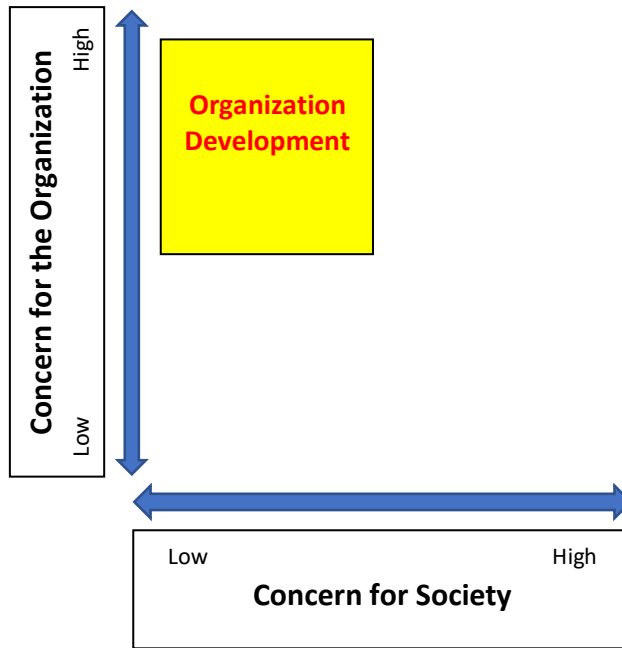 High
Concern for the Organization
Low
Organization
Development
Low
High
Concern for Society